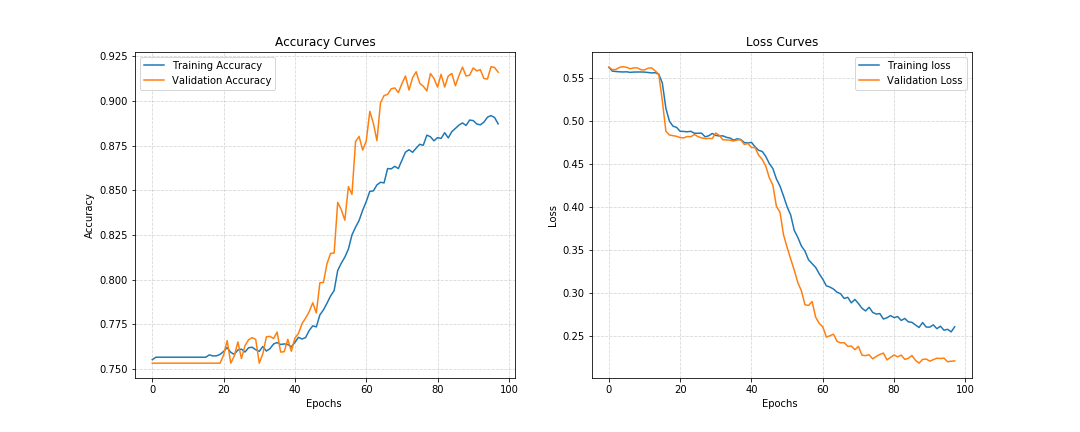 Accuracy Curves
Training Accuracy
Validation Accuracy
0.925
0.900
0.875
0.850
0.825
0.800
0.775
0.750
Accuracy
0 20 40 60 80 100
Epochs
Loss Curves
Training loss
Validation Loss
0.55
0.50
0.45
0.40
0.35
0.30
0.25
Loss
0 20 40 60 80 100
Epochs